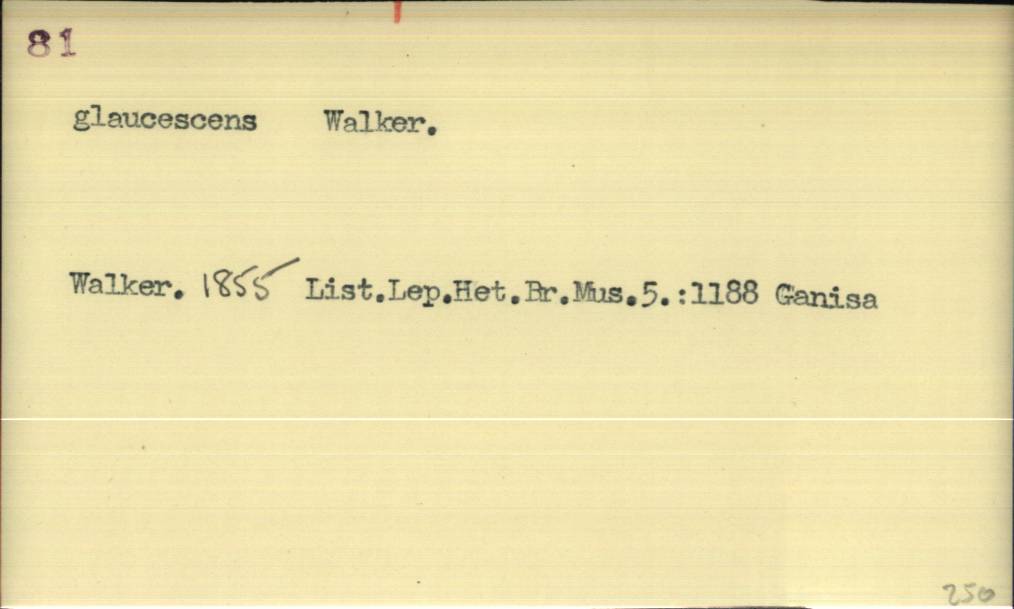 81
glaucescens Walker.
Walker. 1855 List.Lep.Het.Br.Mus.5.:1188 Ganisa
250